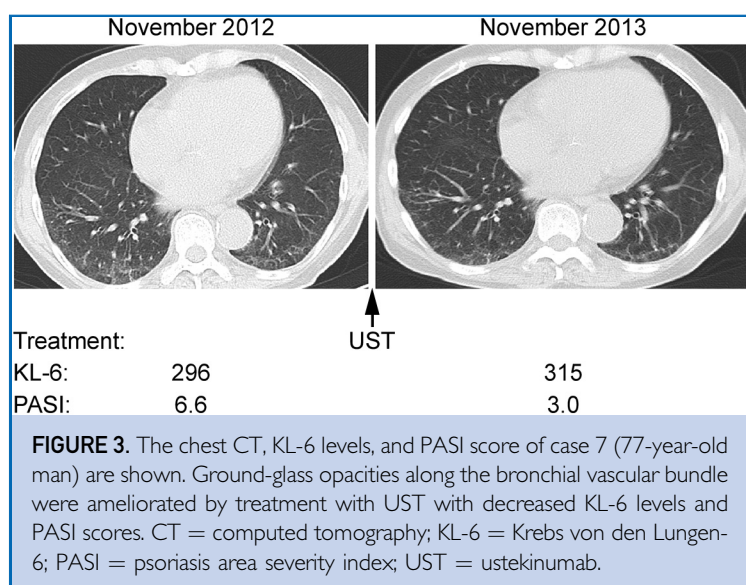 November 2012 November 2013
Treatment: UST
KL-6: 296 315
PASI: 6.6 3.0
FIGURE 3. The chest CT, KL-6 levels, and PASI score of case 7 (77-year-old
man) are shown. Ground-glass opacities along the bronchial vascular bundle
were ameliorated by treatment with UST with decreased KL-6 levels and
PASI scores. CT = computed tomography; KL-6 = Krebs von den Lungen-
6; PASI = psoriasis area severity index; UST = ustekinumab.